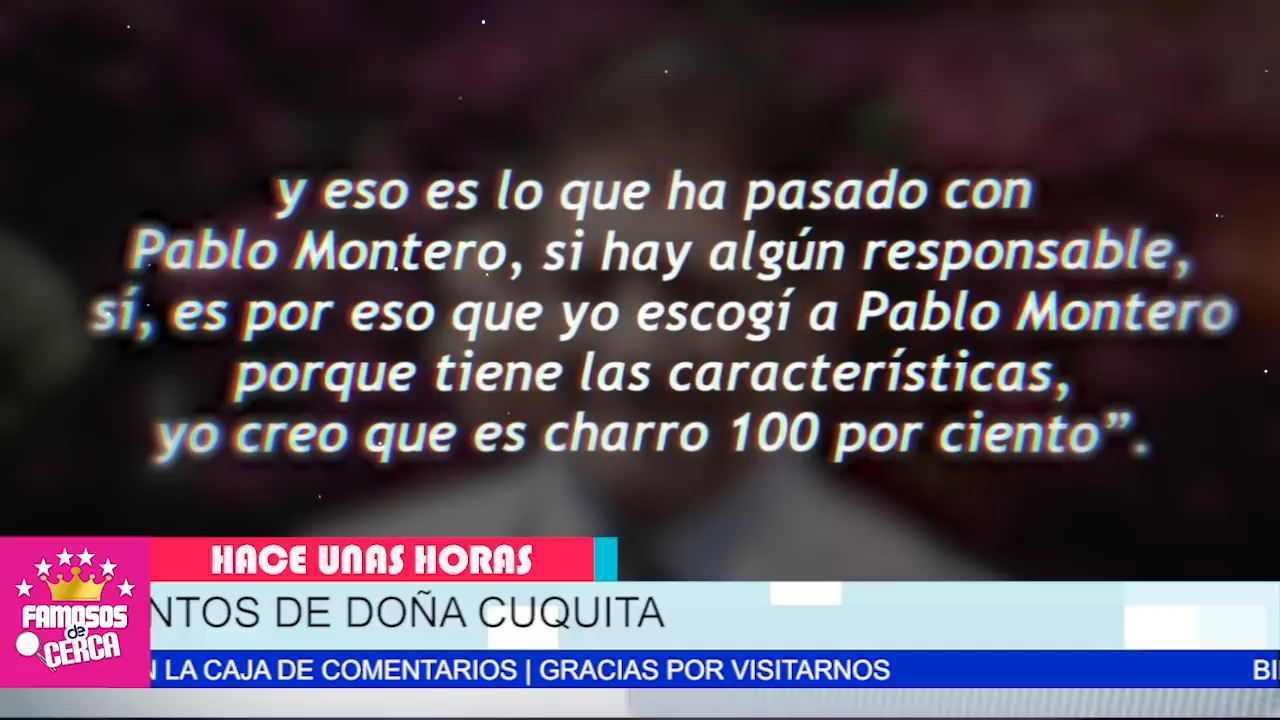 y eso es lo que ha pasado con
Pablo Montero, si hay algún responsable,
sí, es por eso que yo escogí a Pablo Montero
porque tiene las características,
yo creo que es charro 100 por ciento”.
HACE UNAS HORAS
FAMOSOS
de
CERCA
NTOS DE DOÑA CUQUITA
N LA CAJA DE COMENTARIOS | GRACIAS POR VISITARNOS BI